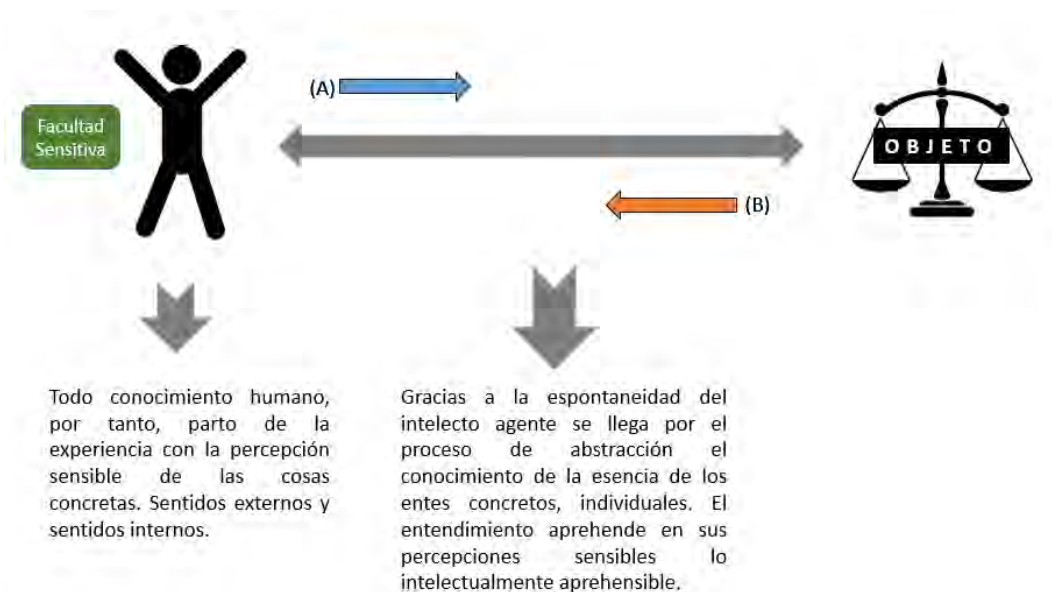 (A)
Facultad
Sensitiva
OBJETO
(B)
Todo conocimiento humano,
por tanto, parto de la
experiencia con la percepción
sensible de las cosas
concretas. Sentidos externos y
sentidos internos.
Gracias a la espontaneidad del
intelecto agente se llega por el
proceso de abstracción el
conocimiento de la esencia de los
entes concretos, individuales. El
entendimiento aprehende en sus
percepciones sensibles lo
intelectualmente aprehensible.